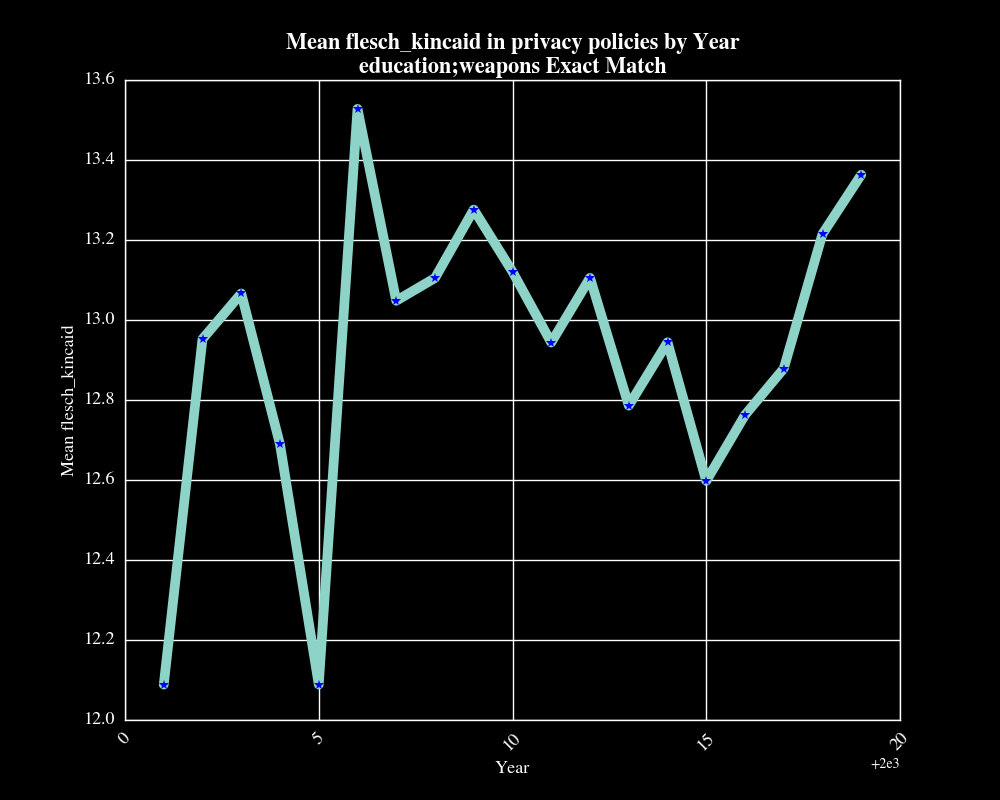 Mean flesch_kincaid in privacy policies by Year
education;weapons Exact Match
13.6
13.4
13.2
13.0
12.8
12.6
12.4
12.2
12.0
Mean flesch_kincaid
0
5
10
15
20
Year
+2e3